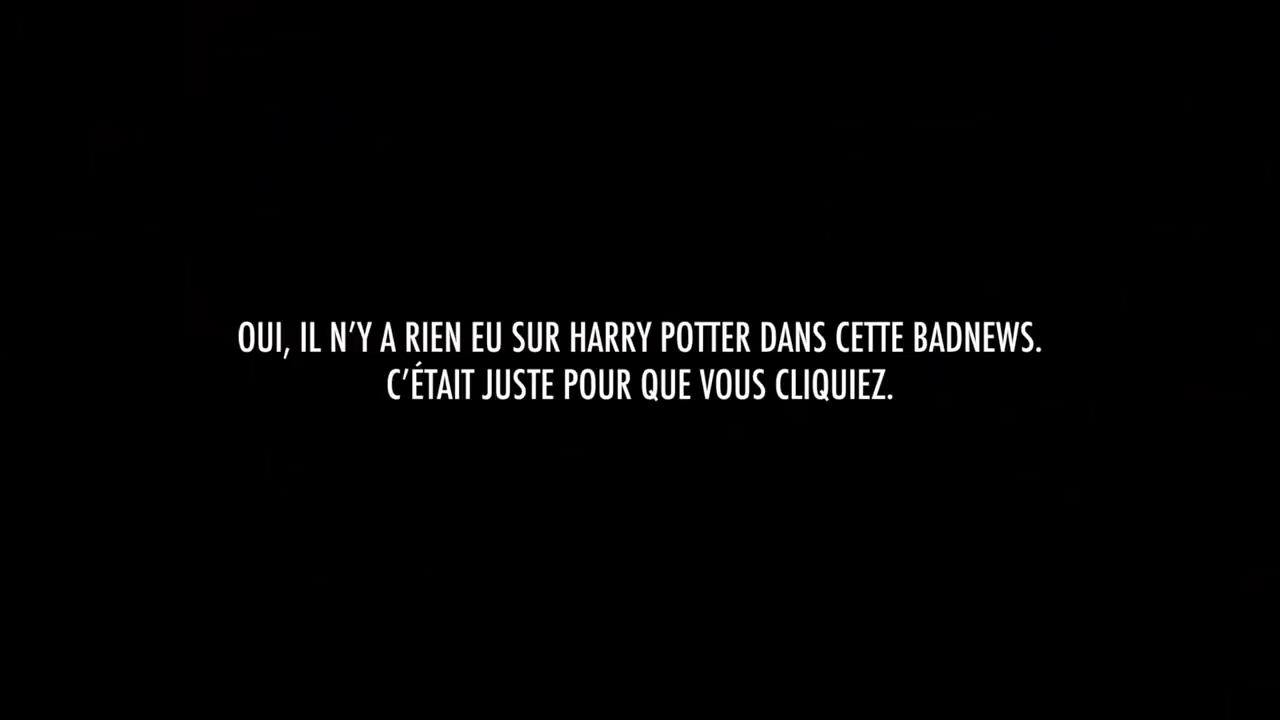 OUI, IL N'Y A RIEN EU SUR HARRY POTTER DANS CETTE BADNEWS.
C'ÉTAIT JUSTE POUR QUE VOUS CLIQUIEZ.